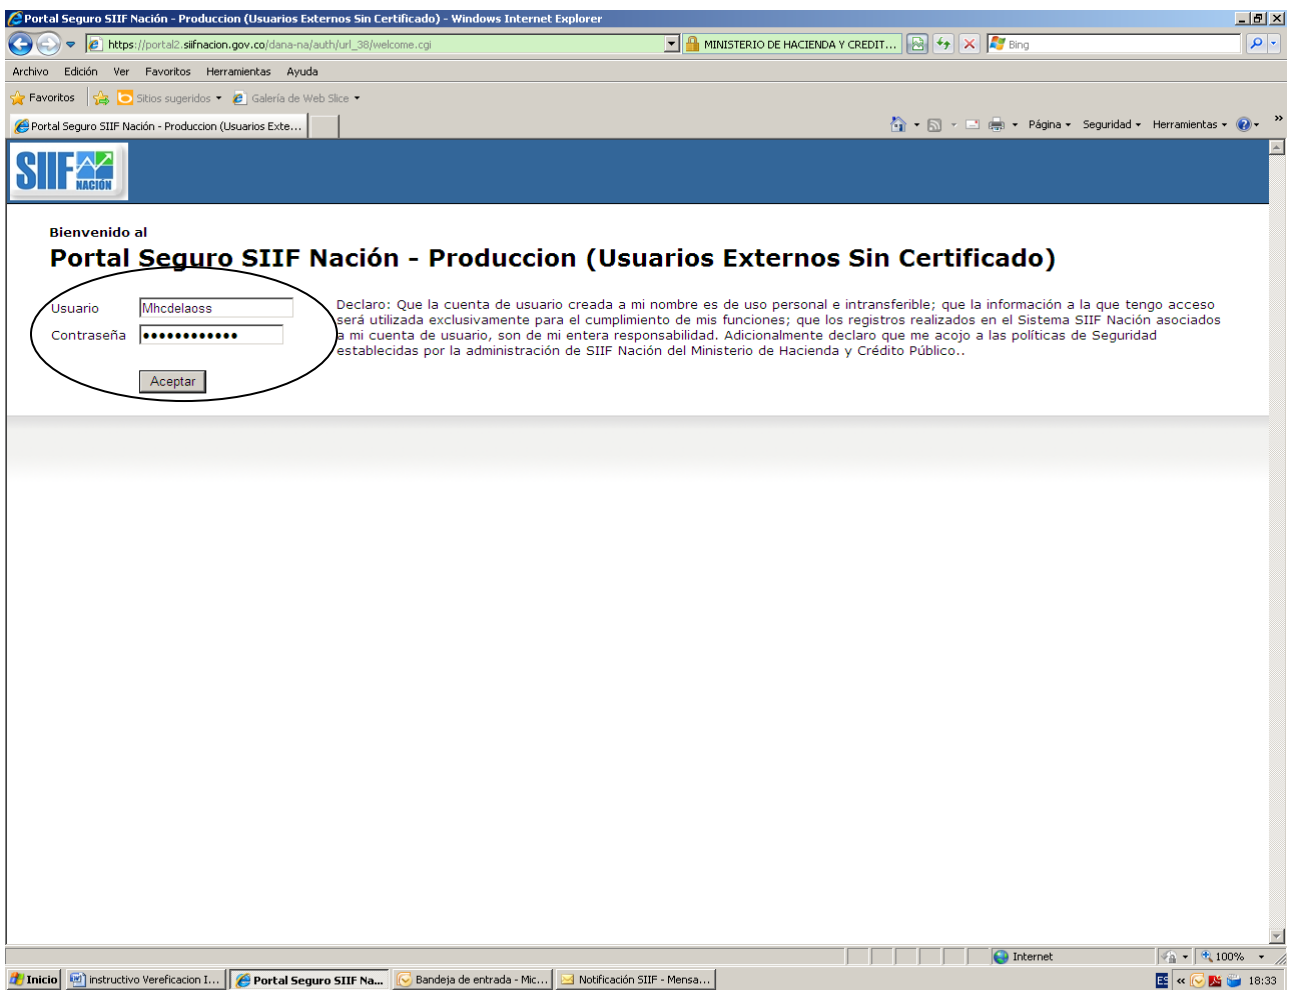 Portal Seguro SIIF Nación - Produccion (Usuarios Externos Sin Certificado) - Windows Internet Explorer
https://portal2.siifnacion.gov.co/dana-na/auth/url_38/welcome.cgi
MINISTERIO DE HACIENDA Y CREDIT...
Bing
Archivo Edición Ver Favoritos Herramientas Ayuda
Favoritos Sitios sugeridos Galería de Web Slice
Portal Seguro SIIF Nación - Produccion (Usuarios Exte...
Página Seguridad Herramientas »
SIIF NACIÓN
Bienvenido al
Portal Seguro SIIF Nación - Produccion (Usuarios Externos Sin Certificado)
Usuario Mhcdelaoss
Contraseña ••••••••••••
Aceptar
Declaro: Que la cuenta de usuario creada a mi nombre es de uso personal e intransferible; que la información a la que tengo acceso
será utilizada exclusivamente para el cumplimiento de mis funciones; que los registros realizados en el Sistema SIIF Nación asociados
a mi cuenta de usuario, son de mi entera responsabilidad. Adicionalmente declaro que me acojo a las políticas de Seguridad
establecidas por la administración de SIIF Nación del Ministerio de Hacienda y Crédito Público..
Internet 100%
Inicio instructivo Vereficacion I... Portal Seguro SIIF Na... Bandeja de entrada - Mic... Notificación SIIF - Mensa... ES « 18:33